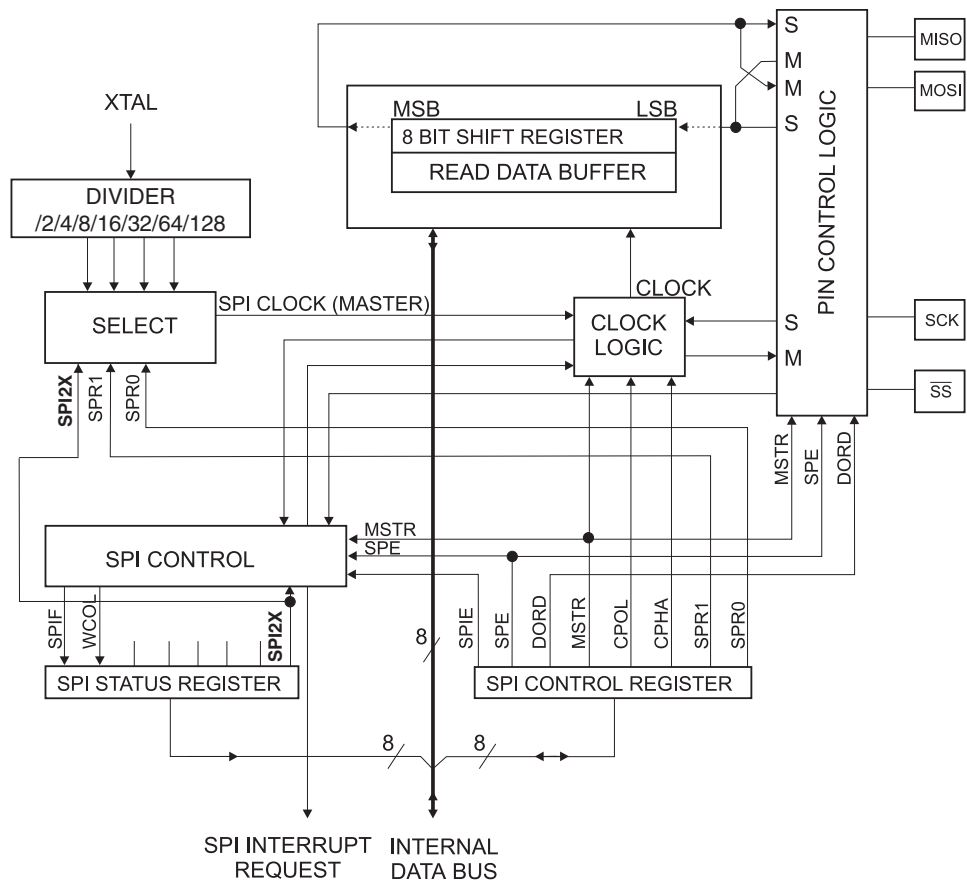 S
MISO
M
MOSI
M
XTAL
MSB
LSB
S
8 BIT SHIFT REGISTER
READ DATA BUFFER
PIN CONTROL LOGIC
DIVIDER
/2/4/8/16/32/64/128
SPI CLOCK (MASTER)
CLOCK
SELECT
CLOCK
LOGIC
S
M
SCK
SS
SPI2X
SPR1
SPR0
MSTR
SPE
DORD
MSTR
SPE
SPI CONTROL
SPIF
WCOL
SPI2X
8
SPIE
SPE
DORD
MSTR
CPOL
CPHA
SPR1
SPR0
SPI STATUS REGISTER
SPI CONTROL REGISTER
8
8
SPI INTERRUPT
REQUEST
INTERNAL
DATA BUS